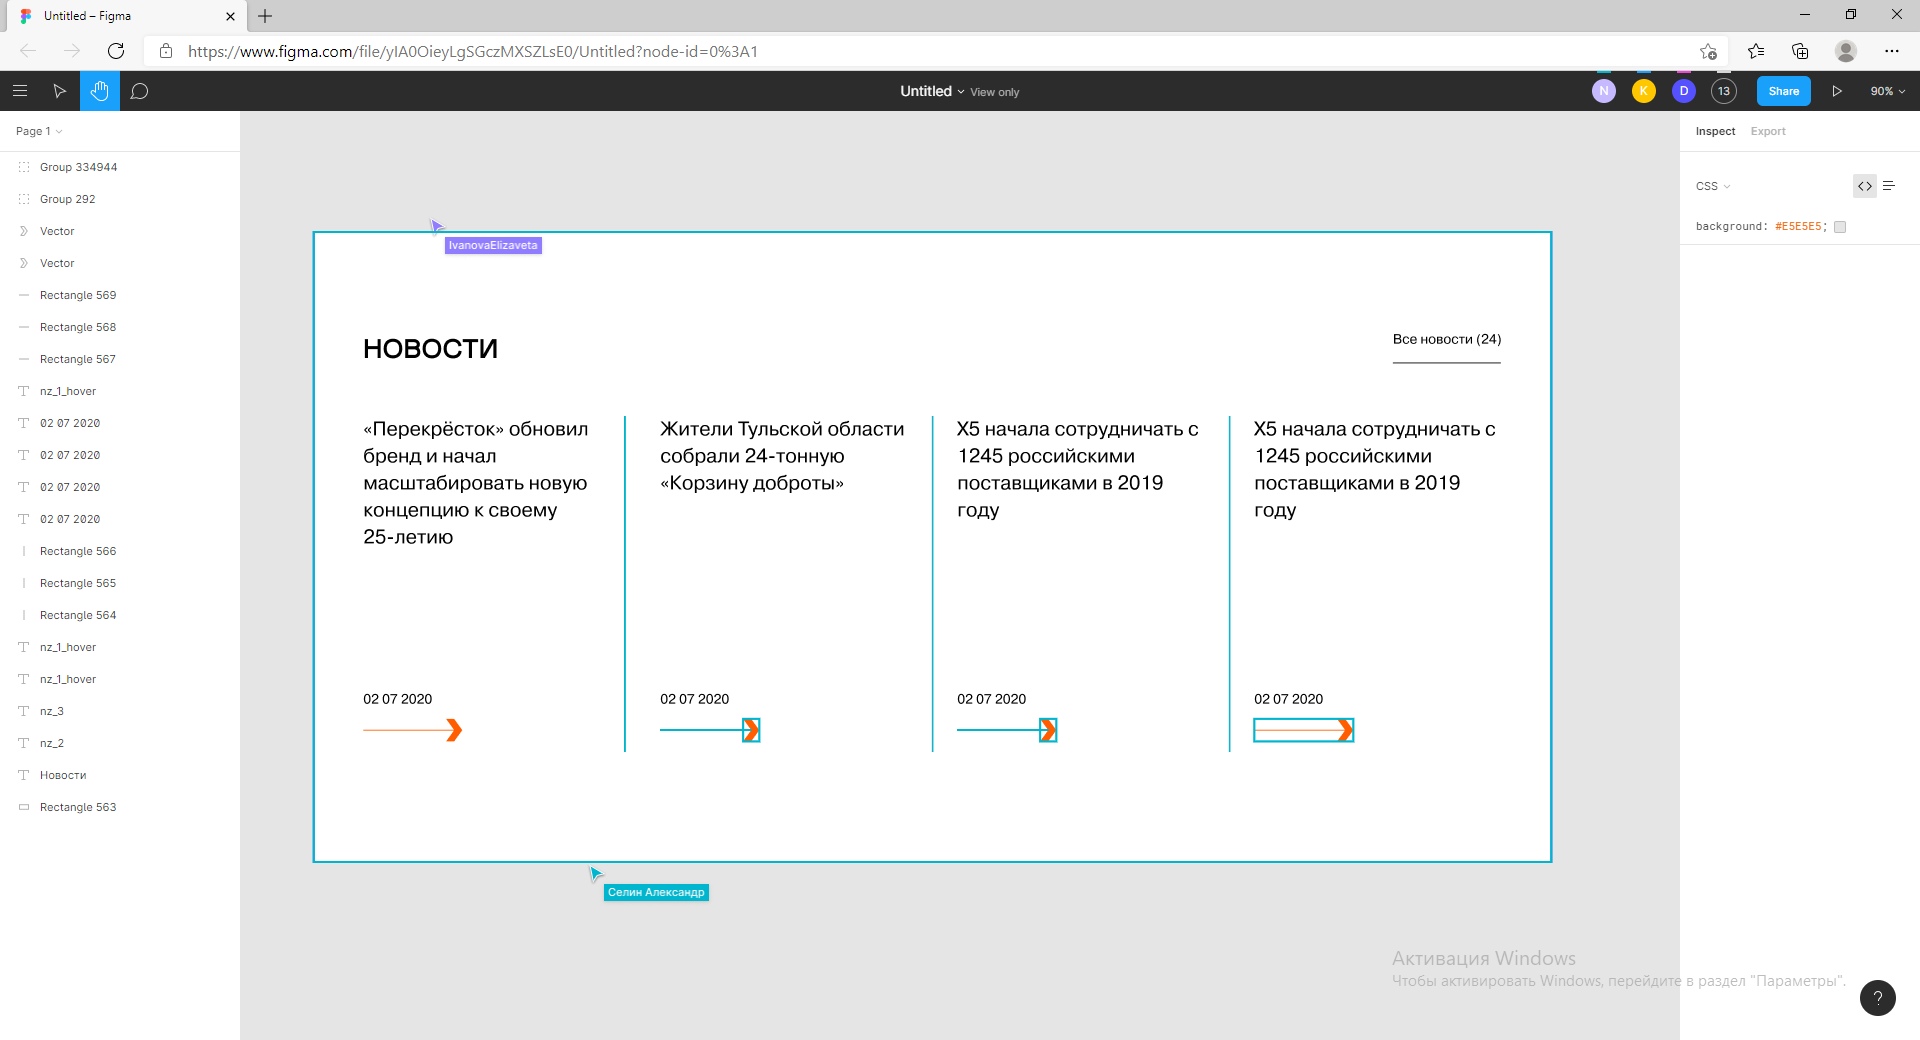 Untitled – Figma
https://www.figma.com/file/yIA0OieyLgSGczMXSZLsE0/Untitled?node-id=0%3A1
Untitled
View only
N
K
D
13
Share
90%
Page 1
Group 334944
Group 292
Vector
Vector
Rectangle 569
Rectangle 568
Rectangle 567
nz_1_hover
02 07 2020
02 07 2020
02 07 2020
02 07 2020
Rectangle 566
Rectangle 565
Rectangle 564
nz_1_hover
nz_1_hover
nz_3
nz_2
Новости
Rectangle 563
IvanovaElizaveta
НОВОСТИ
Все новости (24)
«Перекрёсток» обновил
бренд и начал
масштабировать новую
концепцию к своему
25-летию
02 07 2020
Жители Тульской области
собрали 24-тонную
«Корзину доброты»
02 07 2020
X5 начала сотрудничать с
1245 российскими
поставщиками в 2019
году
02 07 2020
X5 начала сотрудничать с
1245 российскими
поставщиками в 2019
году
02 07 2020
Селин Александр
Inspect
Export
CSS
background: #E5E5E5;
Активация Windows
Чтобы активировать Windows, перейдите в раздел "Параметры".
?